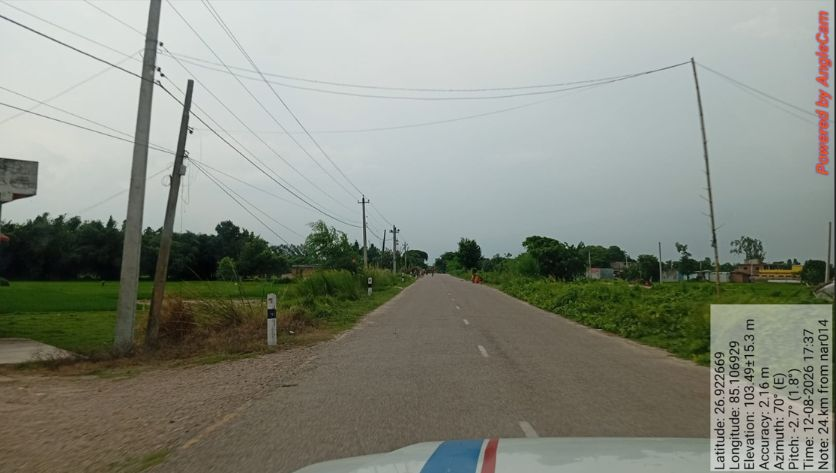 Powered by AngleCam
Latitude: 26.922669
Longitude: 85.106929
Elevation: 103.49±15.3 m
Accuracy: 2.16 m
Azimuth: 70° (E)
Pitch: -2.7° (1.8°)
Time: 12-08-2026 17:37
Note: 24.km from nar014